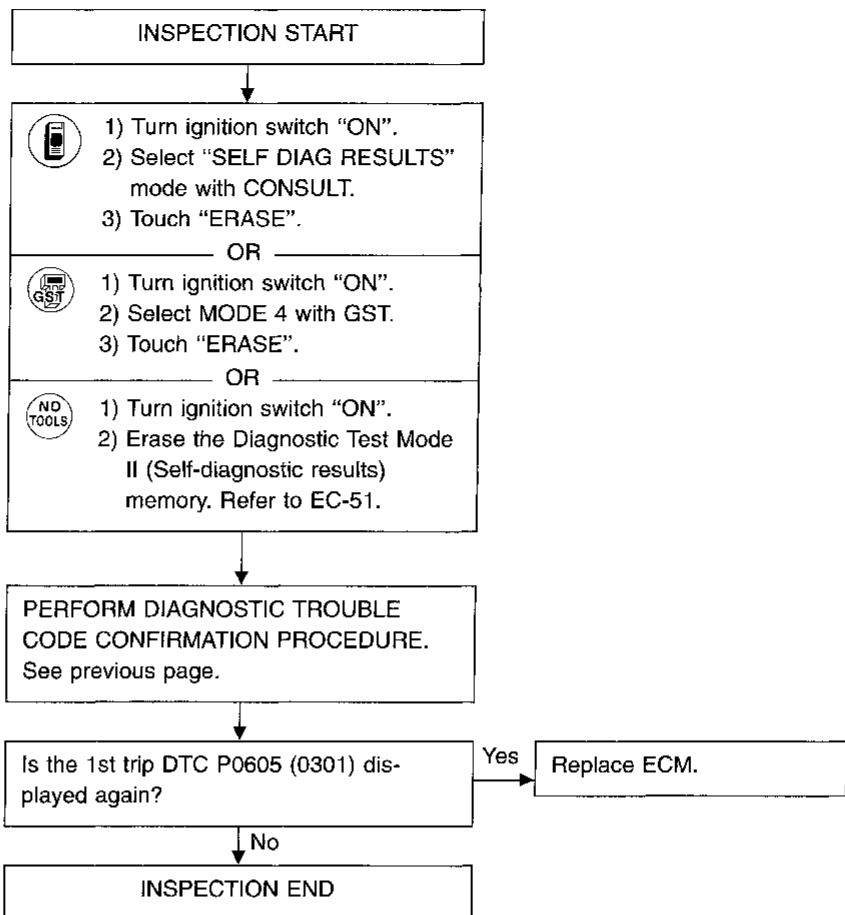 INSPECTION START
1) Turn ignition switch “ON”.
2) Select “SELF DIAG RESULTS”
mode with CONSULT.
3) Touch “ERASE”.
OR
GST
1) Turn ignition switch “ON”.
2) Select MODE 4 with GST.
3) Touch “ERASE”.
OR
NO
TOOLS
1) Turn ignition switch “ON”.
2) Erase the Diagnostic Test Mode
II (Self-diagnostic results)
memory. Refer to EC-51.
PERFORM DIAGNOSTIC TROUBLE
CODE CONFIRMATION PROCEDURE.
See previous page.
Is the 1st trip DTC P0605 (0301) dis-
played again?
Yes
Replace ECM.
No
INSPECTION END